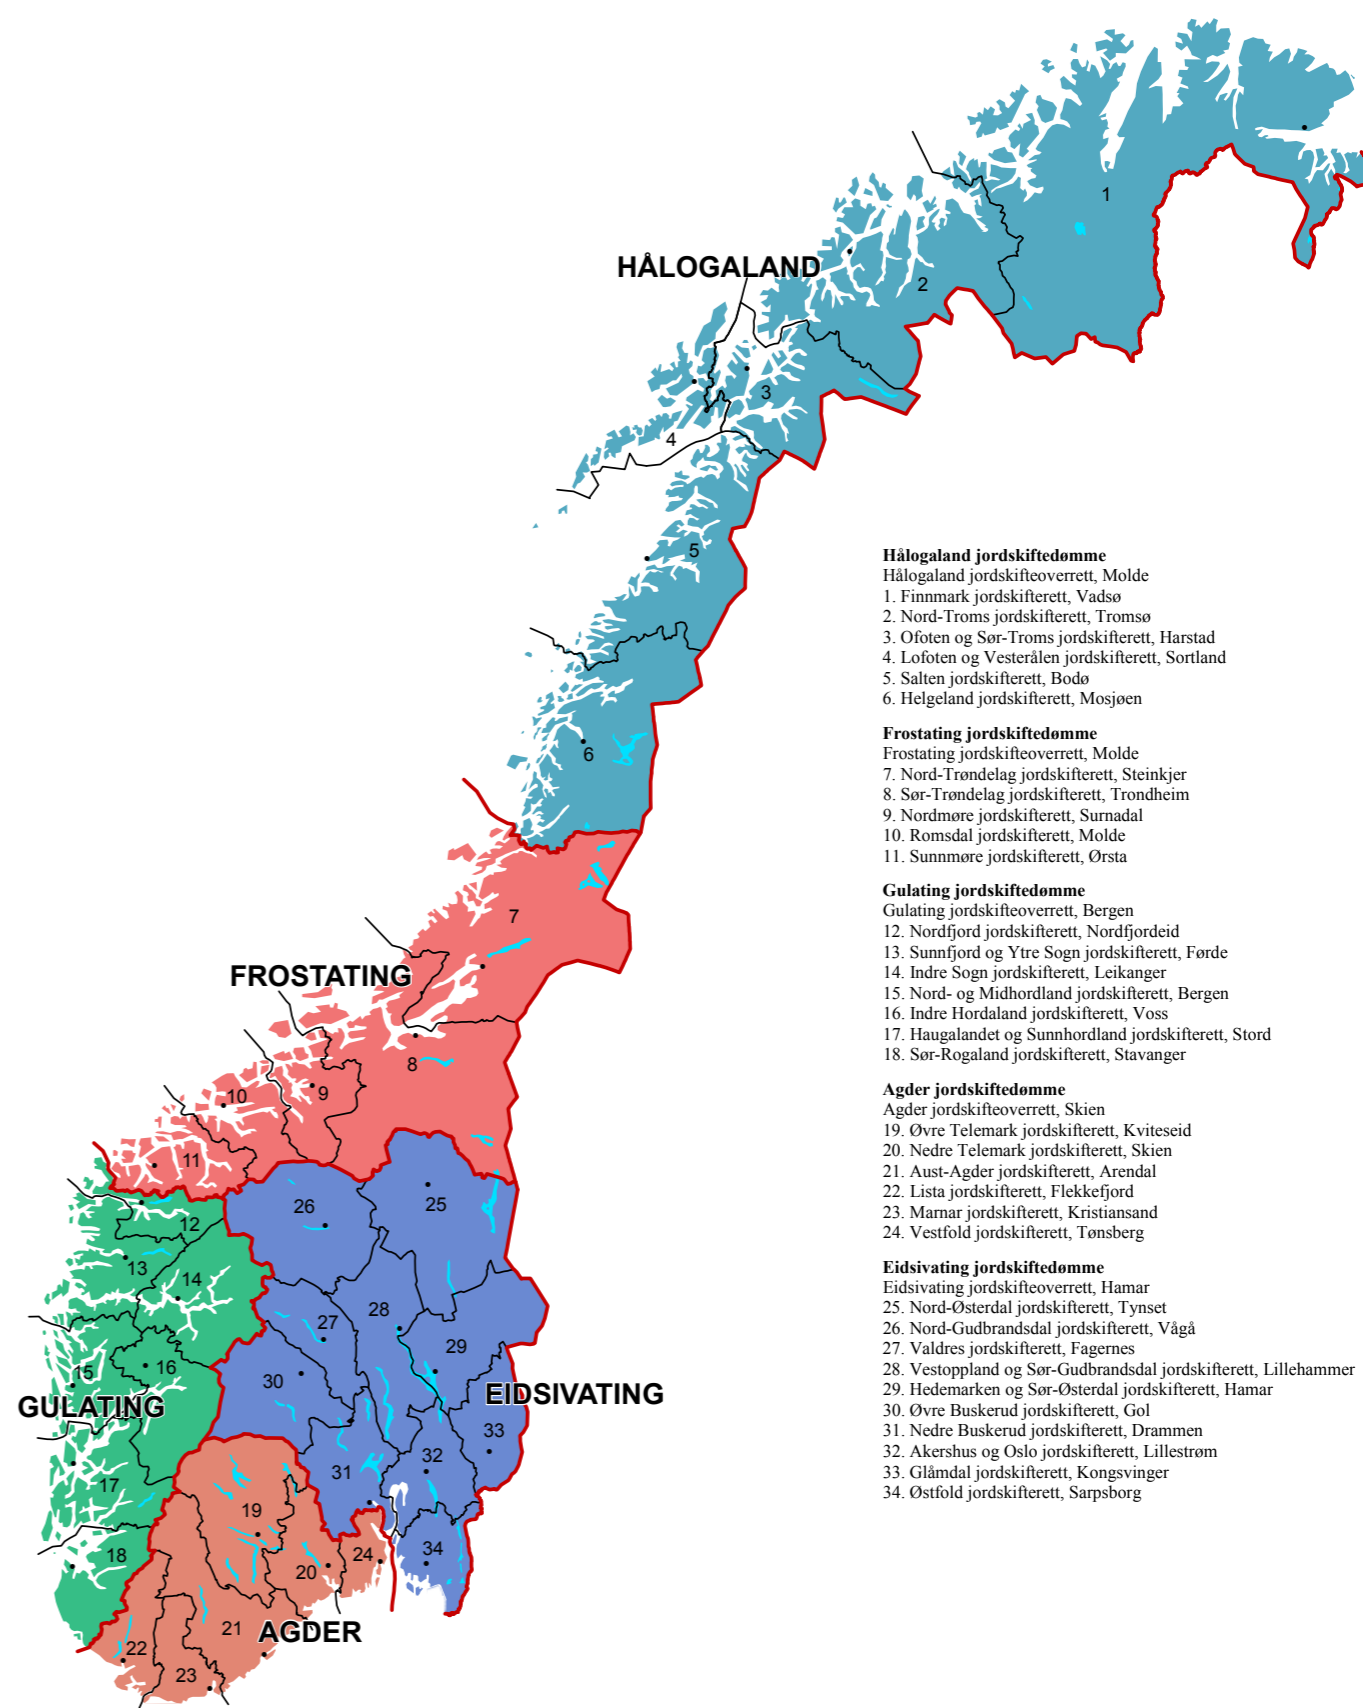 1
HÅLOGALAND
2
3
4
5
6
7
FROSTATING
8
9
10
11
12
13
14
15
16
GULATING
17
18
25
26
27
28
29
30
EIDSIVATING
31
32
33
34
19
20
24
21
AGDER
22
23
Hålogaland jordskiftedømme
Hålogaland jordskifteoverrett, Molde
1. Finnmark jordskifterett, Vadsø
2. Nord-Troms jordskifterett, Tromsø
3. Ofoten og Sør-Troms jordskifterett, Harstad
4. Lofoten og Vesterålen jordskifterett, Sortland
5. Salten jordskifterett, Bodø
6. Helgeland jordskifterett, Mosjøen
Frostating jordskiftedømme
Frostating jordskifteoverrett, Molde
7. Nord-Trøndelag jordskifterett, Steinkjer
8. Sør-Trøndelag jordskifterett, Trondheim
9. Nordmøre jordskifterett, Surnadal
10. Romsdal jordskifterett, Molde
11. Sunnmøre jordskifterett, Ørsta
Gulating jordskiftedømme
Gulating jordskifteoverrett, Bergen
12. Nordfjord jordskifterett, Nordfjordeid
13. Sunnfjord og Ytre Sogn jordskifterett, Førde
14. Indre Sogn jordskifterett, Leikanger
15. Nord- og Midhordland jordskifterett, Bergen
16. Indre Hordaland jordskifterett, Voss
17. Haugalandet og Sunnhordland jordskifterett, Stord
18. Sør-Rogaland jordskifterett, Stavanger
Agder jordskiftedømme
Agder jordskifteoverrett, Skien
19. Øvre Telemark jordskifterett, Kviteseid
20. Nedre Telemark jordskifterett, Skien
21. Aust-Agder jordskifterett, Arendal
22. Lista jordskifterett, Flekkefjord
23. Marnar jordskifterett, Kristiansand
24. Vestfold jordskifterett, Tønsberg
Eidsivating jordskiftedømme
Eidsivating jordskifteoverrett, Hamar
25. Nord-Østerdal jordskifterett, Tynset
26. Nord-Gudbrandsdal jordskifterett, Vågå
27. Valdres jordskifterett, Fagernes
28. Vestoppland og Sør-Gudbrandsdal jordskifterett, Lillehammer
29. Hedemarken og Sør-Østerdal jordskifterett, Hamar
30. Øvre Buskerud jordskifterett, Gol
31. Nedre Buskerud jordskifterett, Drammen
32. Akershus og Oslo jordskifterett, Lillestrøm
33. Glåmdal jordskifterett, Kongsvinger
34. Østfold jordskifterett, Sarpsborg